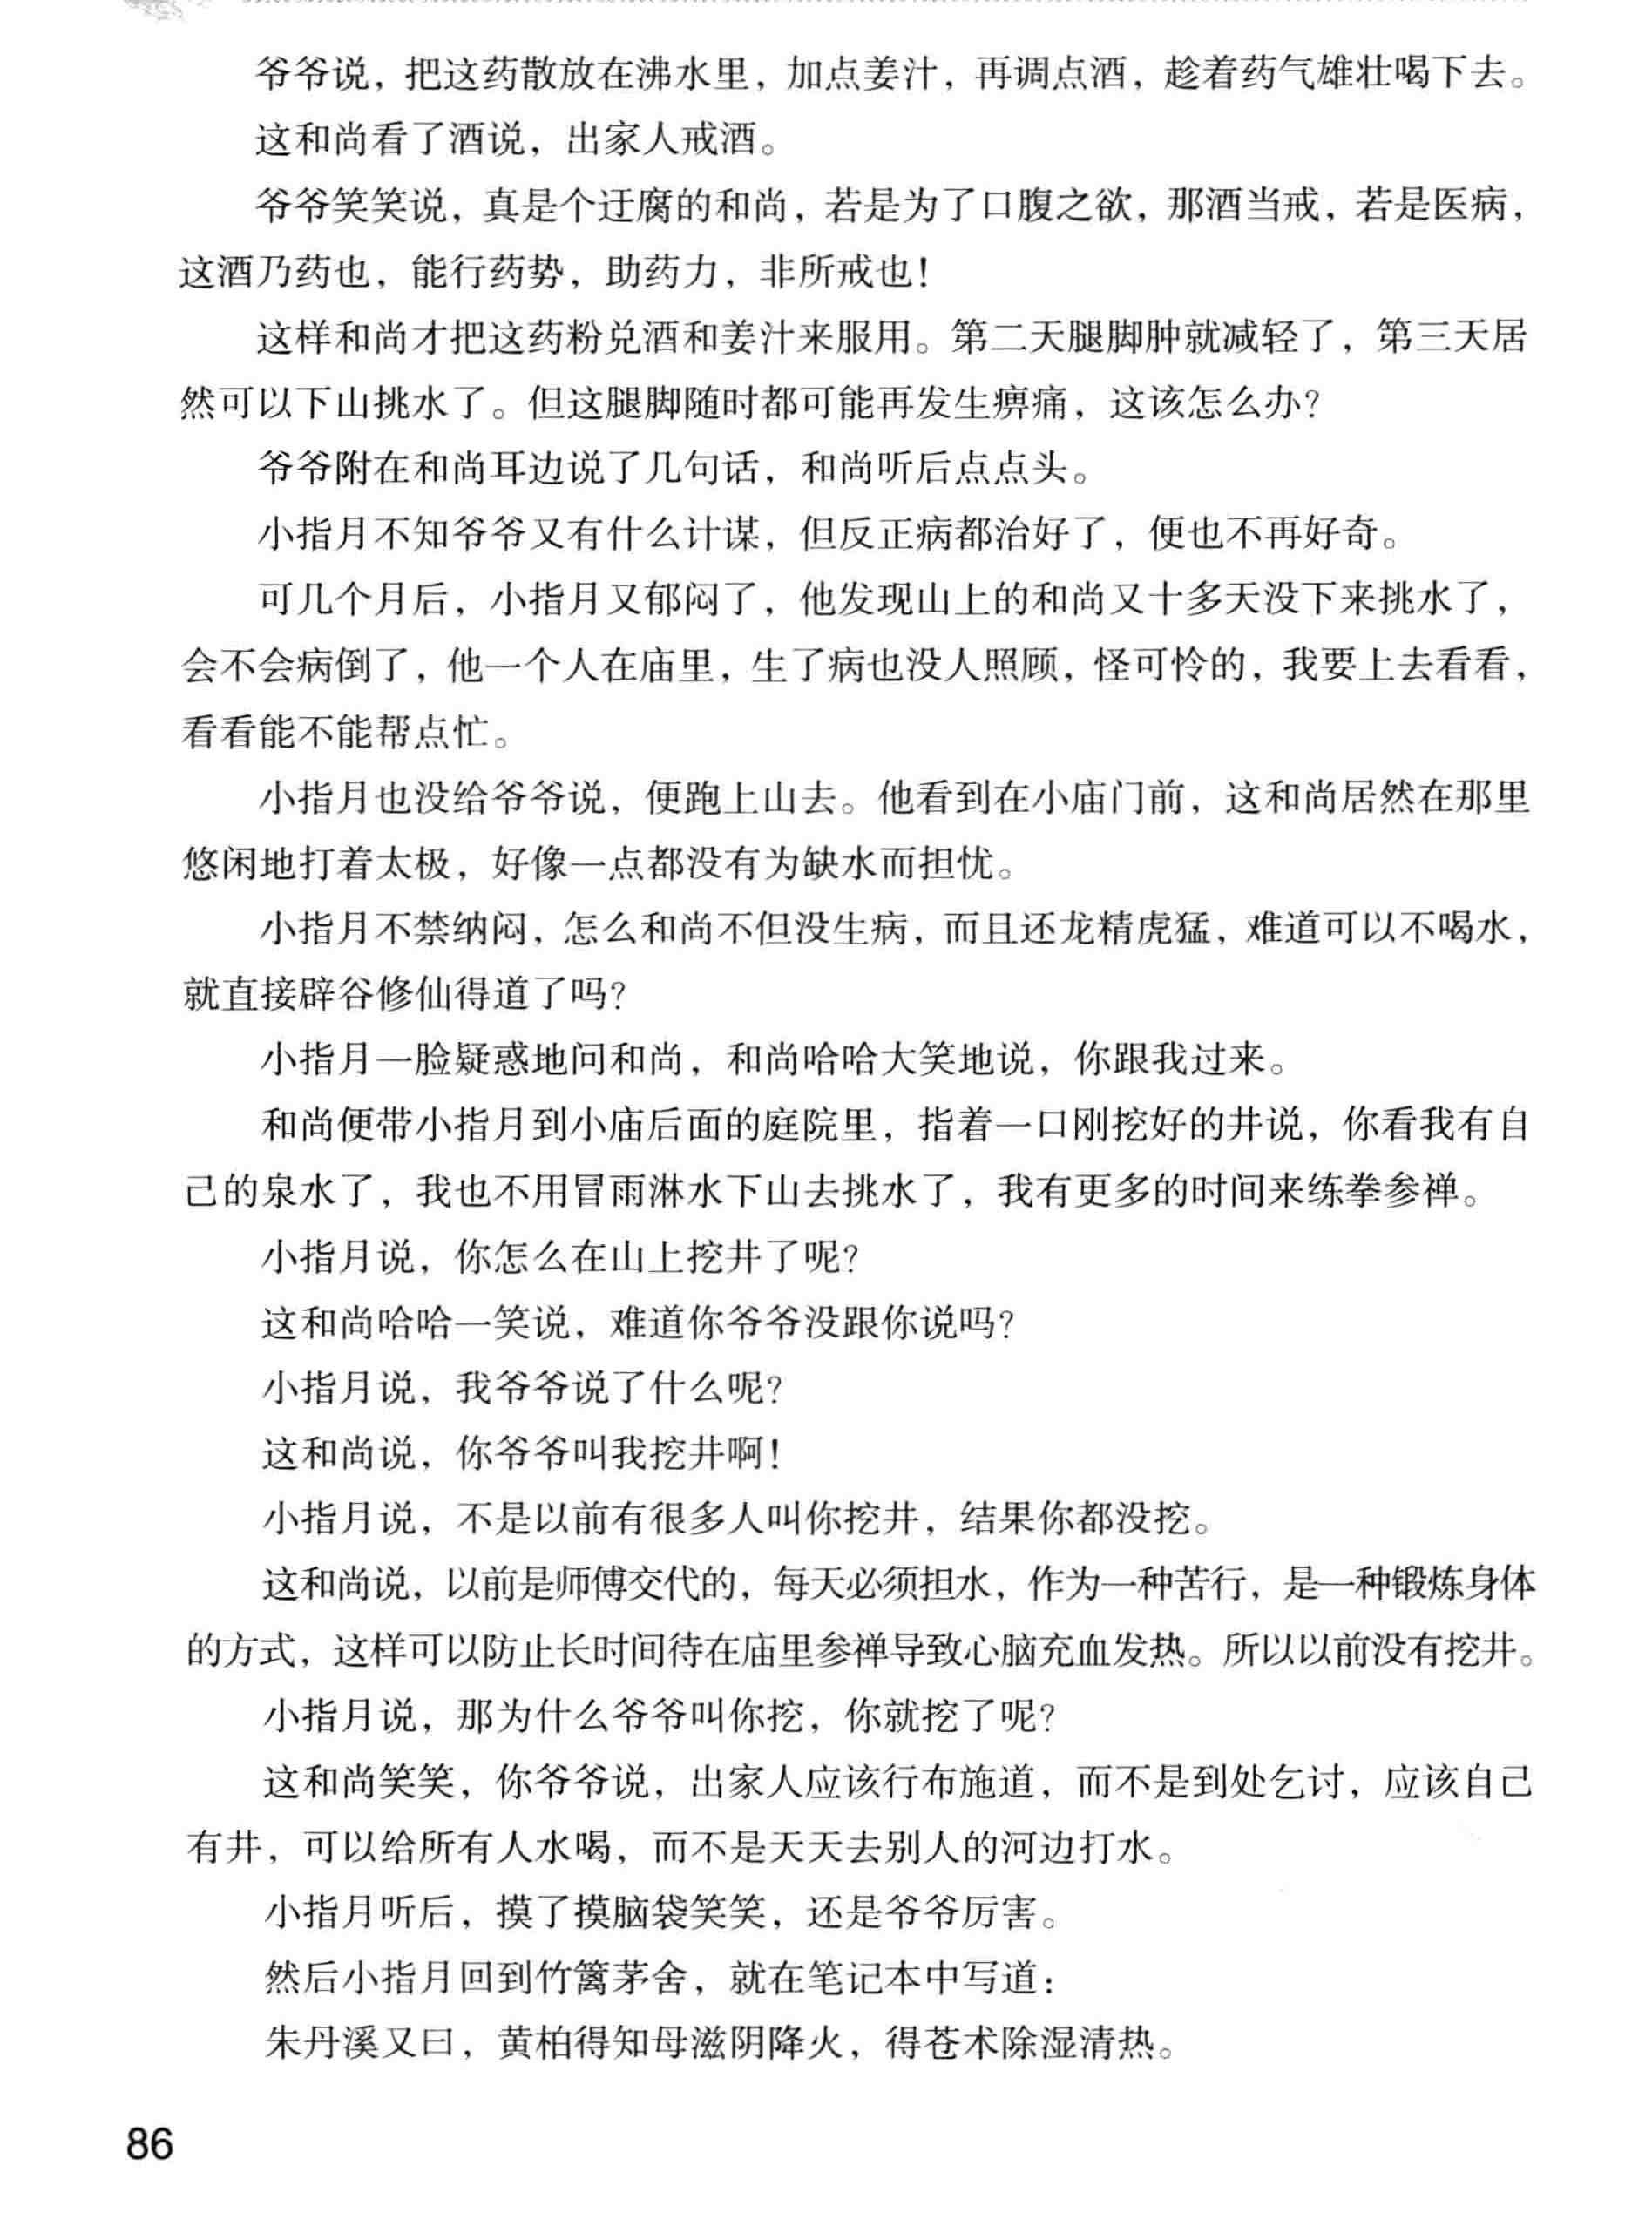 爷爷说，把这药散放在沸水里，加点姜汁，再调点酒，趁着药气雄壮喝下去。
这和尚看了酒说，出家人戒酒。
爷爷笑笑说，真是个迂腐的和尚，若是为了口腹之欲，那酒当戒，若是医病，
这酒乃药也，能行药势，助药力，非所戒也！
这样和尚才把这药粉兑酒和姜汁来服用。第二天腿脚肿就减轻了，第三天居
然可以下山挑水了。但这腿脚随时都可能再发生痹痛，这该怎么办？
爷爷附在和尚耳边说了几句话，和尚听后点点头。
小指月不知爷爷又有什么计谋，但反正病都治好了，便也不再好奇。
可几个月后，小指月又郁闷了，他发现山上的和尚又十多天没下来挑水了，
会不会病倒了，他一个人在庙里，生了病也没人照顾，怪可怜的，我要上去看看，
看看能不能帮点忙。
小指月也没给爷爷说，便跑上山去。他看到在小庙门前，这和尚居然在那里
悠闲地打着太极，好像一点都没有为缺水而担忧。
小指月不禁纳闷，怎么和尚不但没生病，而且还龙精虎猛，难道可以不喝水，
就直接辟谷修仙得道了吗？
小指月一脸疑惑地问和尚，和尚哈哈大笑地说，你跟我过来。
和尚便带小指月到小庙后面的庭院里，指着一口刚挖好的井说，你看我有自
己的泉水了，我也不用冒雨淋水下山去挑水了，我有更多的时间来练拳参禅。
小指月说，你怎么在山上挖井了呢？
这和尚哈哈一笑说，难道你爷爷没跟你说吗？
小指月说，我爷爷说了什么呢？
这和尚说，你爷爷叫我挖井啊！
小指月说，不是以前有很多人叫你挖井，结果你都没挖。
这和尚说，以前是师傅交代的，每天必须担水，作为一种苦行，是一种锻炼身体
的方式，这样可以防止长时间待在庙里参禅导致心脑充血发热。所以以前没有挖井。
小指月说，那为什么爷爷叫你挖，你就挖了呢？
这和尚笑笑，你爷爷说，出家人应该行布施道，而不是到处乞讨，应该自己
有井，可以给所有人水喝，而不是天天去别人的河边打水。
小指月听后，摸了摸脑袋笑笑，还是爷爷厉害。
然后小指月回到竹篱茅舍，就在笔记本中写道：
朱丹溪又曰，黄柏得知母滋阴降火，得苍术除湿清热。
86